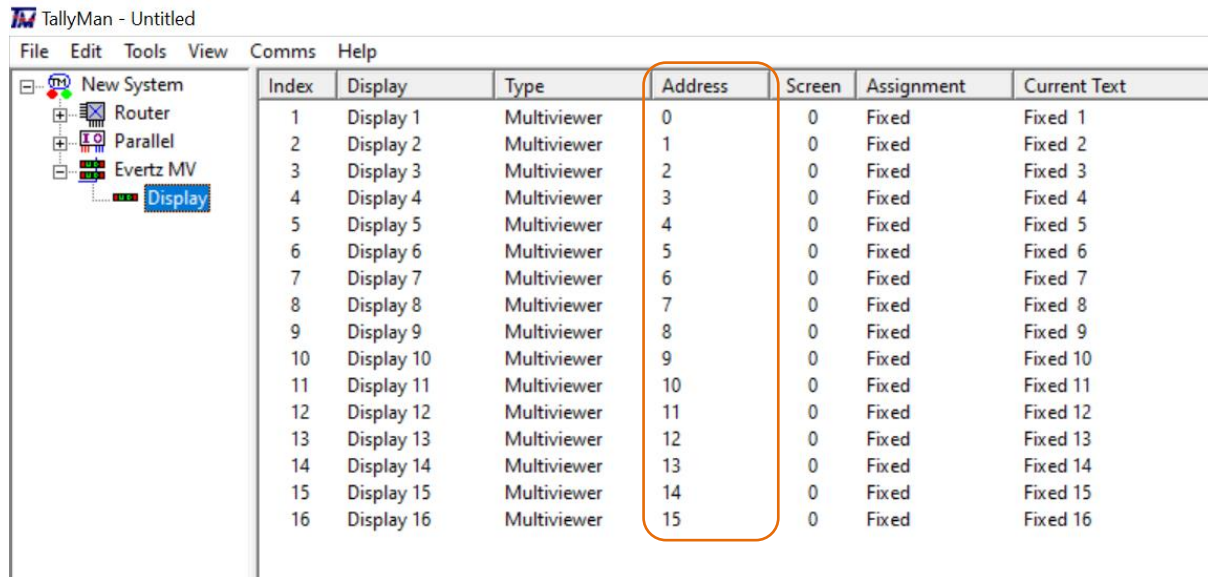 TallyMan - Untitled
File Edit Tools View Comms Help
New System
Router
Parallel
Evertz MV
Display
Index Display Type Address Screen Assignment Current Text
1 Display 1 Multiviewer 0 0 Fixed Fixed 1
2 Display 2 Multiviewer 1 0 Fixed Fixed 2
3 Display 3 Multiviewer 2 0 Fixed Fixed 3
4 Display 4 Multiviewer 3 0 Fixed Fixed 4
5 Display 5 Multiviewer 4 0 Fixed Fixed 5
6 Display 6 Multiviewer 5 0 Fixed Fixed 6
7 Display 7 Multiviewer 6 0 Fixed Fixed 7
8 Display 8 Multiviewer 7 0 Fixed Fixed 8
9 Display 9 Multiviewer 8 0 Fixed Fixed 9
10 Display 10 Multiviewer 9 0 Fixed Fixed 10
11 Display 11 Multiviewer 10 0 Fixed Fixed 11
12 Display 12 Multiviewer 11 0 Fixed Fixed 12
13 Display 13 Multiviewer 12 0 Fixed Fixed 13
14 Display 14 Multiviewer 13 0 Fixed Fixed 14
15 Display 15 Multiviewer 14 0 Fixed Fixed 15
16 Display 16 Multiviewer 15 0 Fixed Fixed 16